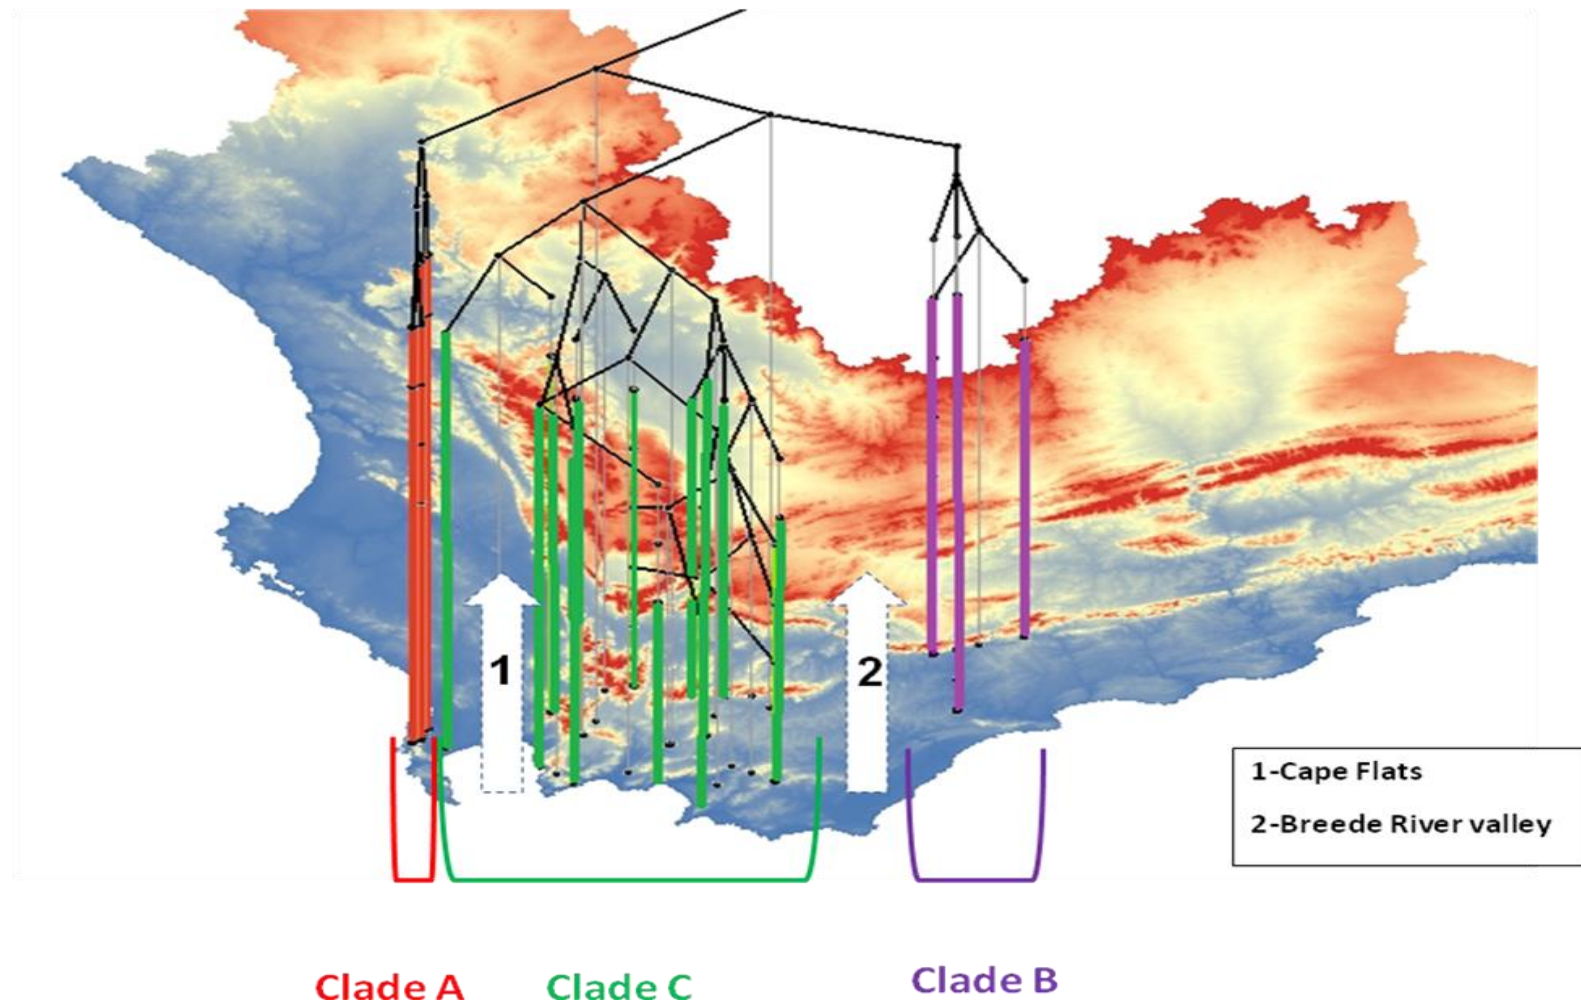 1
2
1-Cape Flats
2-Breede River valley
Clade A
Clade C
Clade B